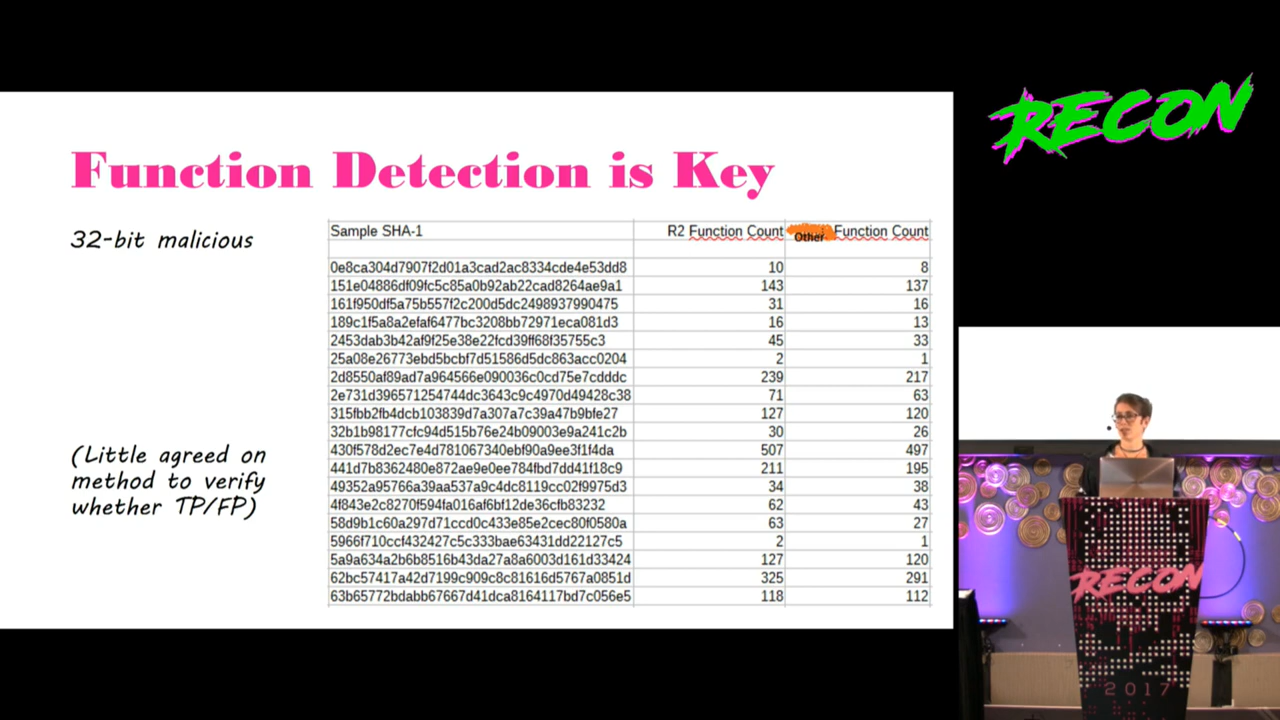 RECON
Function Detection is Key
32-bit malicious
Sample SHA-1 R2 Function Count Other Function Count
0e8ca304d7907f2d01a3cad2ac8334cde4e53dd8 10 8
151e04886df09fc5c85a0b92ab22cad8264ae9a1 143 137
161f950df5a75b557f2c200d5dc2498937990475 31 16
189c1f5a8a2efaf6477bc3208bb72971eca081d3 16 13
2453dab3b42af9f25e38e22fcd39ff68f35755c3 45 33
25a08e26773ebd5bcbf7d51586d5dc863acc0204 2 1
2d8550af89ad7a964566e090036c0cd75e7cdddc 239 217
2e731d396571254744dc3643c9c4970d49428c38 71 63
315fbb2fb4dcb103839d7a307a7c39a47b9bfe27 127 120
32b1b98177cfc94d515b76e24b09003e9a241c2b 30 26
430f578d2ec7e4d781067340ebf90a9ee3f1f4da 507 497
441d7b8362480e872ae9e0ee784fbd7dd41f18c9 211 195
49352a95766a39aa537a9c4dc8119cc02f9975d3 34 38
4f843e2c8270f594fa016af6bf12de36cfb83232 62 43
58d9b1c60a297d71ccd0c433e85e2cec80f0580a 63 27
5966f710ccf432427c5c333bae63431dd22127c5 2 1
5a9a634a2b6b8516b43da27a8a6003d161d33424 127 120
62bc57417a42d7199c909c8c81616d5767a0851d 325 291
63b65772bdabb67667d41dca8164117bd7c056e5 118 112
(Little agreed on
method to verify
whether TP/FP)
RECON
2017